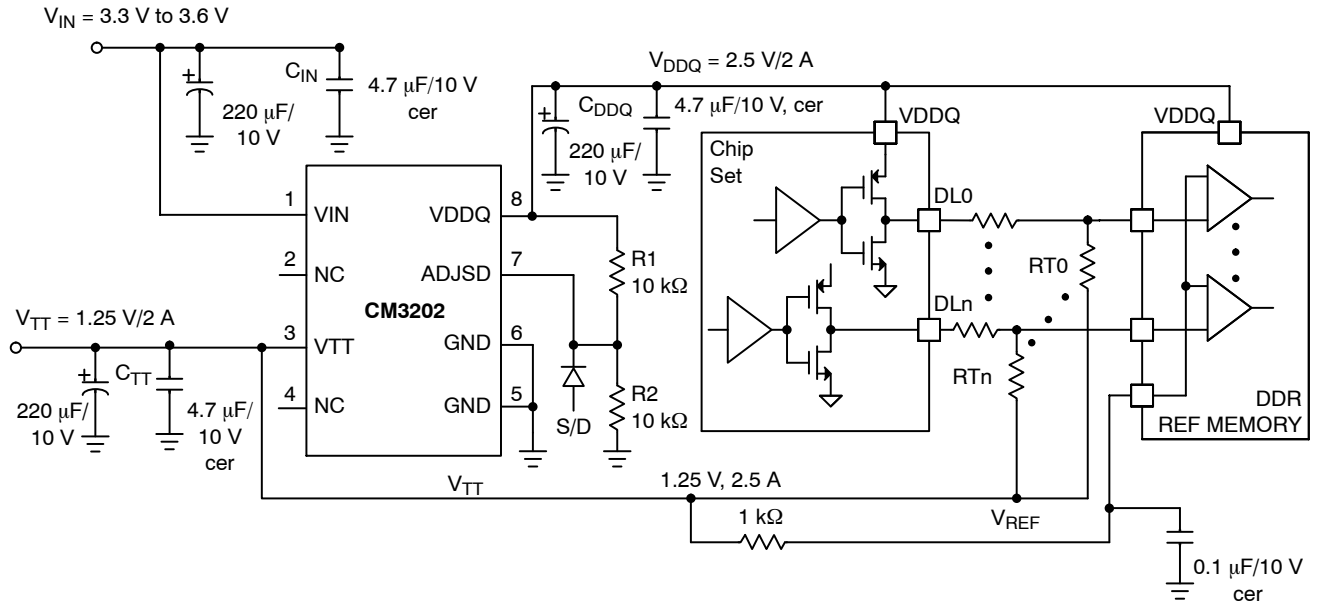 V_IN = 3.3 V to 3.6 V
C_IN
4.7 µF/10 V
cer
+
220 µF/
10 V
V_DDQ = 2.5 V/2 A
C_DDQ
4.7 µF/10 V, cer
+
220 µF/
10 V
VDDQ
VDDQ
Chip
Set
DL0
DLn
RT0
RTn
DDR
REF MEMORY
1
VIN
2
NC
3
VTT
4
NC
CM3202
VDDQ
8
ADJSD
7
GND
6
GND
5
R1
10 kΩ
R2
10 kΩ
S/D
V_TT = 1.25 V/2 A
+
C_TT
220 µF/
10 V
4.7 µF/
10 V
cer
V_TT
1.25 V, 2.5 A
1 kΩ
V_REF
0.1 µF/10 V
cer